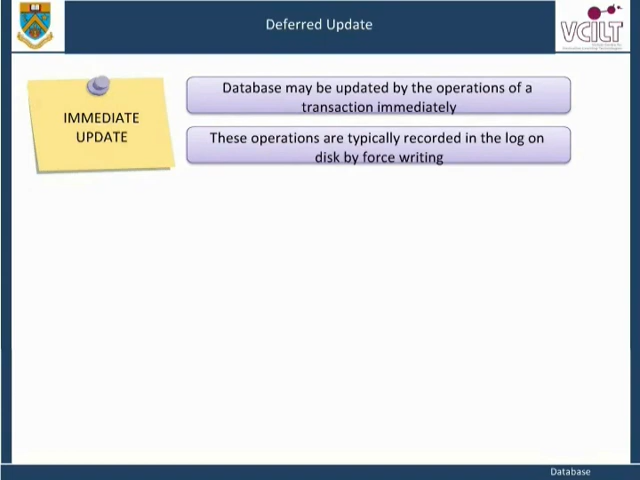 Deferred Update
VCILT
IMMEDIATE
UPDATE
Database may be updated by the operations of a
transaction immediately
These operations are typically recorded in the log on
disk by force writing
Database